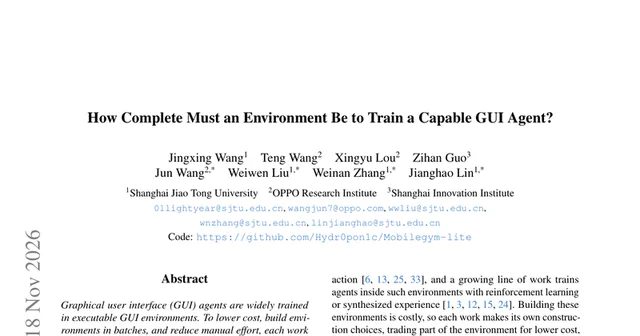 How Complete Must an Environment Be to Train a Capable GUI Agent?
Jingxing Wang1 Teng Wang2 Xingyu Lou2 Zihan Guo3
Jun Wang2,* Weiwen Liu1,* Weinan Zhang1,* Jianghao Lin1,*
1Shanghai Jiao Tong University 2OPPO Research Institute 3Shanghai Innovation Institute
01lightyear@sjtu.edu.cn, wangjun7@oppo.com, wwliu@sjtu.edu.cn,
wnzhang@sjtu.edu.cn, linjianghao@sjtu.edu.cn
Code: https://github.com/Hydr0pon1c/Mobilegym-lite
18 Nov 2026
Abstract
Graphical user interface (GUI) agents are widely trained
in executable GUI environments. To lower cost, build envi-
ronments in batches, and reduce manual effort, each work
action [6, 13, 25, 33], and a growing line of work trains
agents inside such environments with reinforcement learning
or synthesized experience [1, 3, 12, 15, 24]. Building these
environments is costly, so each work makes its own construc-
tion choices, trading part of the environment for lower cost,